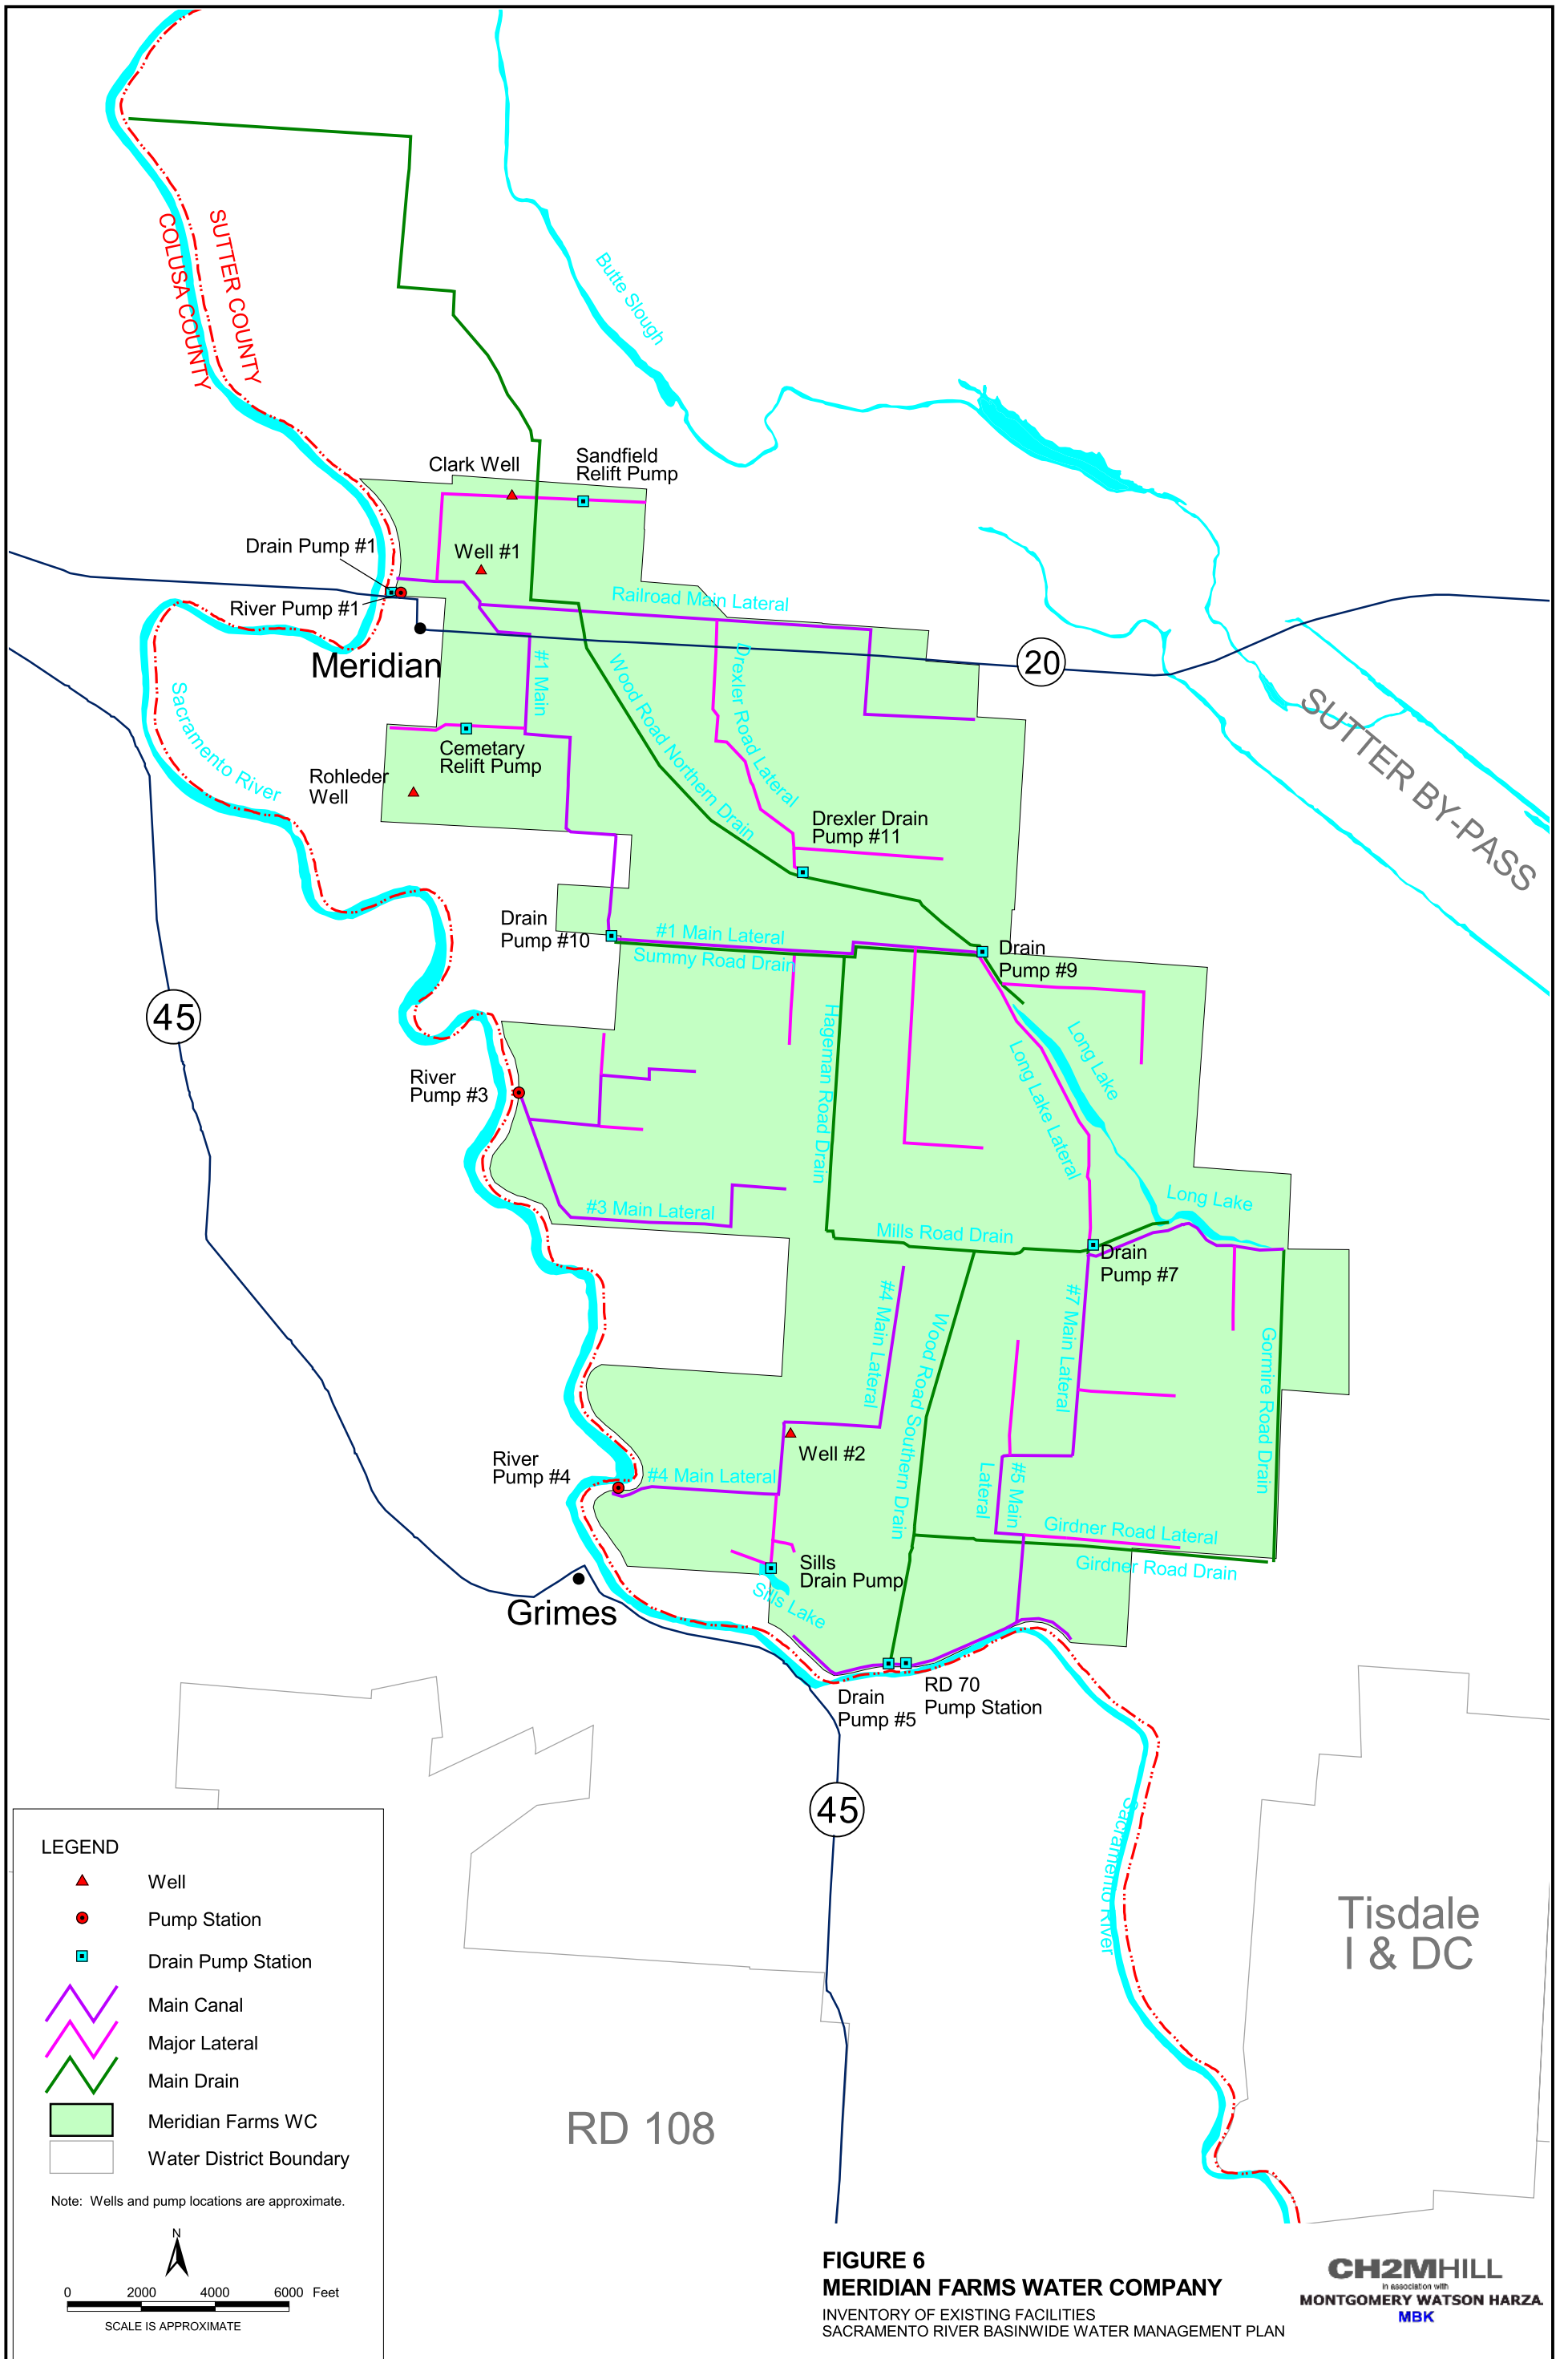 SUTTER COUNTY
COLUSA COUNTY
Butte Slough
Clark Well
Sandfield
Relift Pump
Drain Pump #1
Well #1
River Pump #1
Railroad Main Lateral
Meridian
20
#1 Main
Wood Road Northern Drain
Drexler Road Lateral
SUTTER BY-PASS
Sacramento River
Cemetary
Relift Pump
Rohleder
Well
Drexler Drain
Pump #11
Drain
Pump #10
#1 Main Lateral
Summy Road Drain
Drain
Pump #9
45
Hageman Road Drain
Long Lake
Long Lake Lateral
River
Pump #3
Long Lake
#3 Main Lateral
Mills Road Drain
Drain
Pump #7
#4 Main Lateral
Wood Road Southern Drain
#7 Main Lateral
Gormire Road Drain
Well #2
River
Pump #4
#4 Main Lateral
#5 Main
Lateral
Girdner Road Lateral
Girdner Road Drain
Sills
Drain Pump
Sills Lake
Grimes
RD 70
Pump Station
Drain
Pump #5
45
Sacramento River
Tisdale
I & DC
RD 108
LEGEND
Well
Pump Station
Drain Pump Station
Main Canal
Major Lateral
Main Drain
Meridian Farms WC
Water District Boundary
Note: Wells and pump locations are approximate.
N
0 2000 4000 6000 Feet
SCALE IS APPROXIMATE
FIGURE 6
MERIDIAN FARMS WATER COMPANY
INVENTORY OF EXISTING FACILITIES
SACRAMENTO RIVER BASINWIDE WATER MANAGEMENT PLAN
CH2MHILL
in association with
MONTGOMERY WATSON HARZA.
MBK